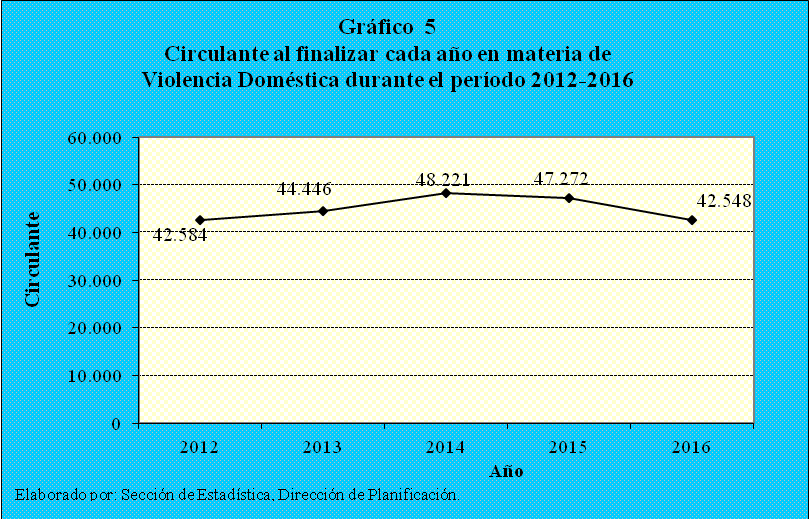 Gráfico 5
Circulante al finalizar cada año en materia de
Violencia Doméstica durante el período 2012-2016
60.000
50.000
40.000
30.000
20.000
10.000
0
Circulante
42.584
44.446
48.221
47.272
42.548
2012
2013
2014
2015
2016
Año
Elaborado por: Sección de Estadística, Dirección de Planificación.